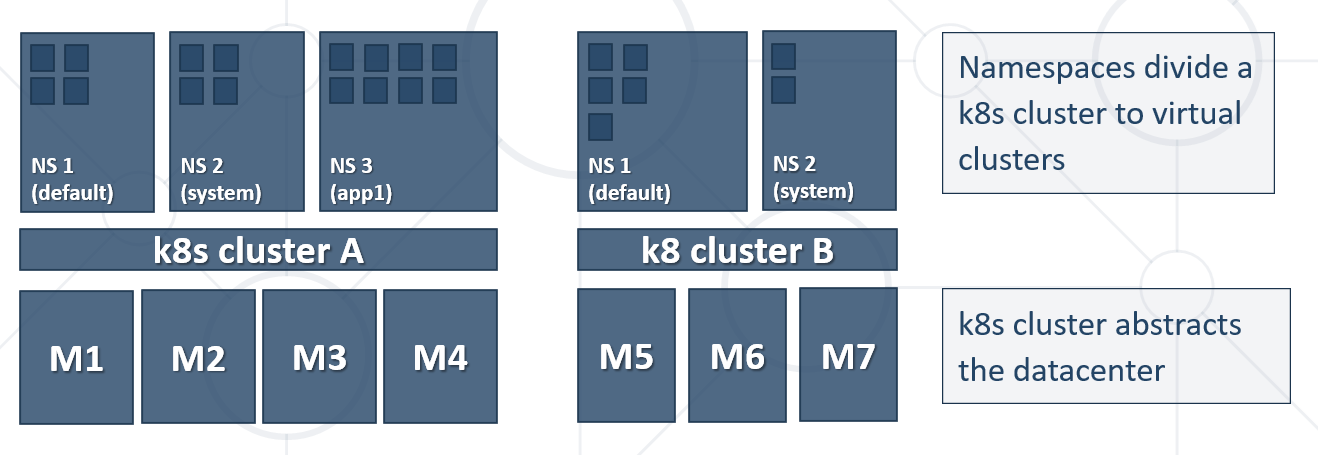 NS 1
(default)
NS 2
(system)
NS 3
(app1)
NS 1
(default)
NS 2
(system)
Namespaces divide a
k8s cluster to virtual
clusters
k8s cluster A
k8 cluster B
M1
M2
M3
M4
M5
M6
M7
k8s cluster abstracts
the datacenter